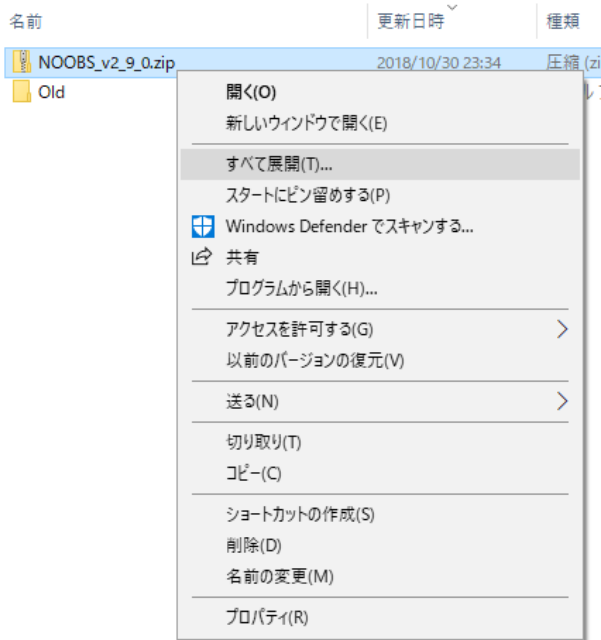 名前 更新日時 種類
NOOBS_v2_9_0.zip 2018/10/30 23:34 圧縮 (zi
Old
開く(O)
新しいウィンドウで開く(E)
すべて展開(T)...
スタートにピン留めする(P)
Windows Defender でスキャンする...
共有
プログラムから開く(H)...
アクセスを許可する(G)
以前のバージョンの復元(V)
送る(N)
切り取り(T)
コピー(C)
ショートカットの作成(S)
削除(D)
名前の変更(M)
プロパティ(R)